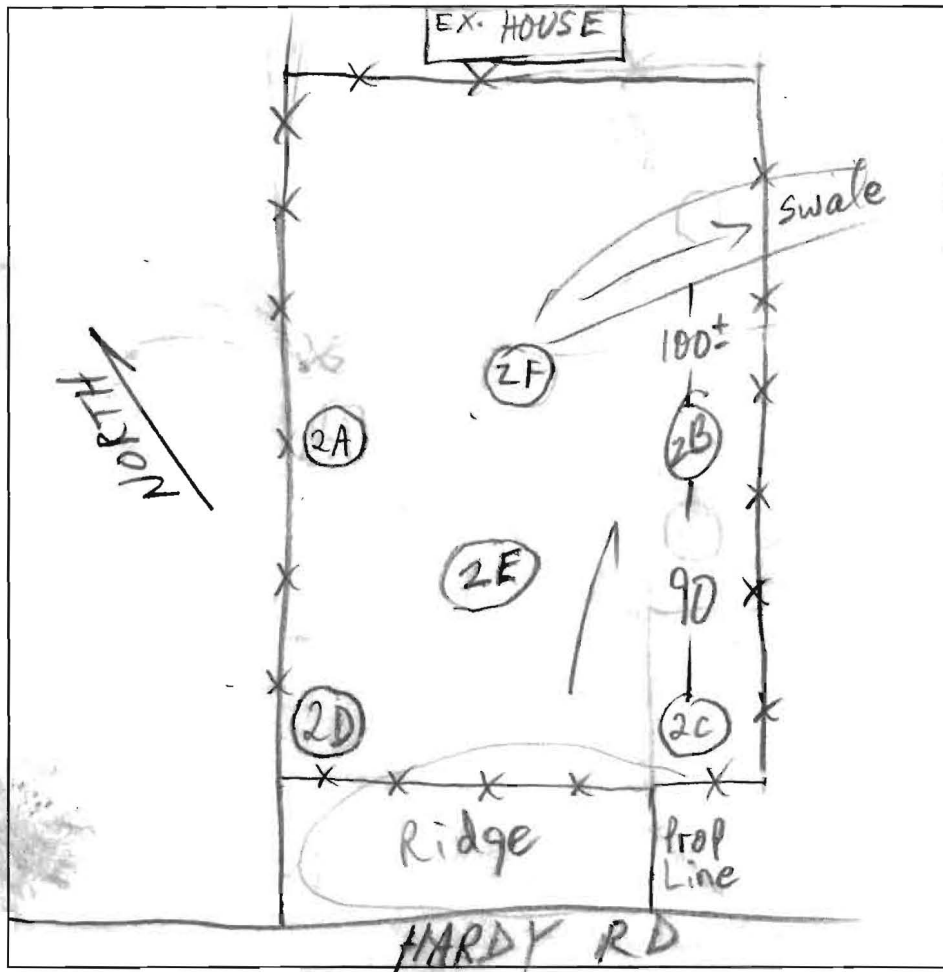 EX. HOUSE
Swale
100±
2F
NORTH
2A
2B
2E
90
2D
2C
Ridge
Prop
Line
HARDY RD